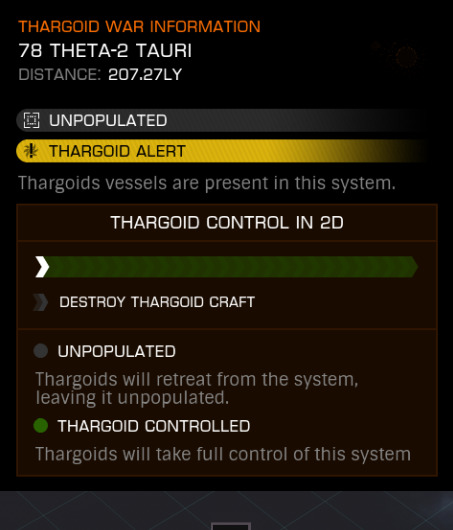 THARGOID WAR INFORMATION
78 THETA-2 TAURI
DISTANCE: 207.27LY
UNPOPULATED
THARGOID ALERT
Thargoids vessels are present in this system.
THARGOID CONTROL IN 2D
DESTROY THARGOID CRAFT
UNPOPULATED
Thargoids will retreat from the system,
leaving it unpopulated.
THARGOID CONTROLLED
Thargoids will take full control of this system